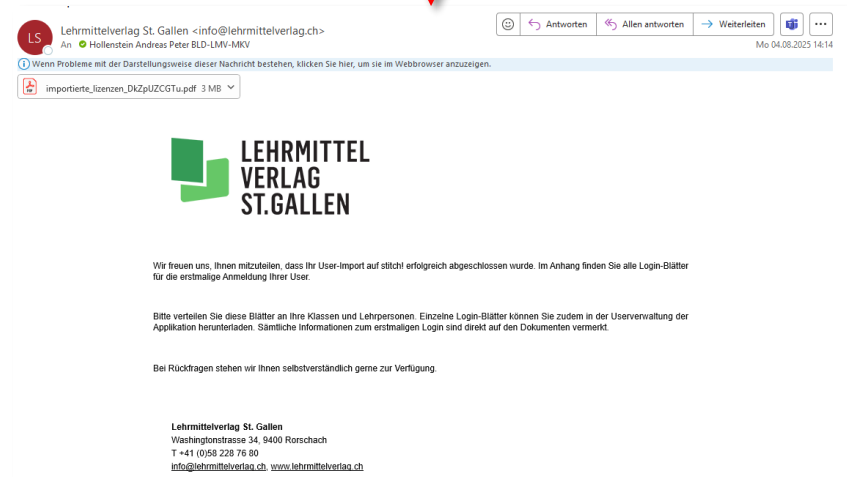 Lehrmittelverlag St. Gallen <info@lehrmittelverlag.ch>
LS
An Hollenstein Andreas Peter BLD-LMV-MKV
Antworten
Allen antworten
Weiterleiten
Mo 04.08.2025 14:14
Wenn Probleme mit der Darstellungsweise dieser Nachricht bestehen, klicken Sie hier, um sie im Webbrowser anzuzeigen.
importierte_lizenzen_DkZpUZCGTu.pdf 3 MB
LEHRMITTEL
VERLAG
ST.GALLEN
Wir freuen uns, Ihnen mitzuteilen, dass Ihr User-Import auf stitch! erfolgreich abgeschlossen wurde. Im Anhang finden Sie alle Login-Blätter
für die erstmalige Anmeldung Ihrer User.
Bitte verteilen Sie diese Blätter an Ihre Klassen und Lehrpersonen. Einzelne Login-Blätter können Sie zudem in der Userverwaltung der
Applikation herunterladen. Sämtliche Informationen zum erstmaligen Login sind direkt auf den Dokumenten vermerkt.
Bei Rückfragen stehen wir Ihnen selbstverständlich gerne zur Verfügung.
Lehrmittelverlag St. Gallen
Washingtonstrasse 34, 9400 Rorschach
T +41 (0)58 228 76 80
info@lehrmittelverlag.ch, www.lehrmittelverlag.ch